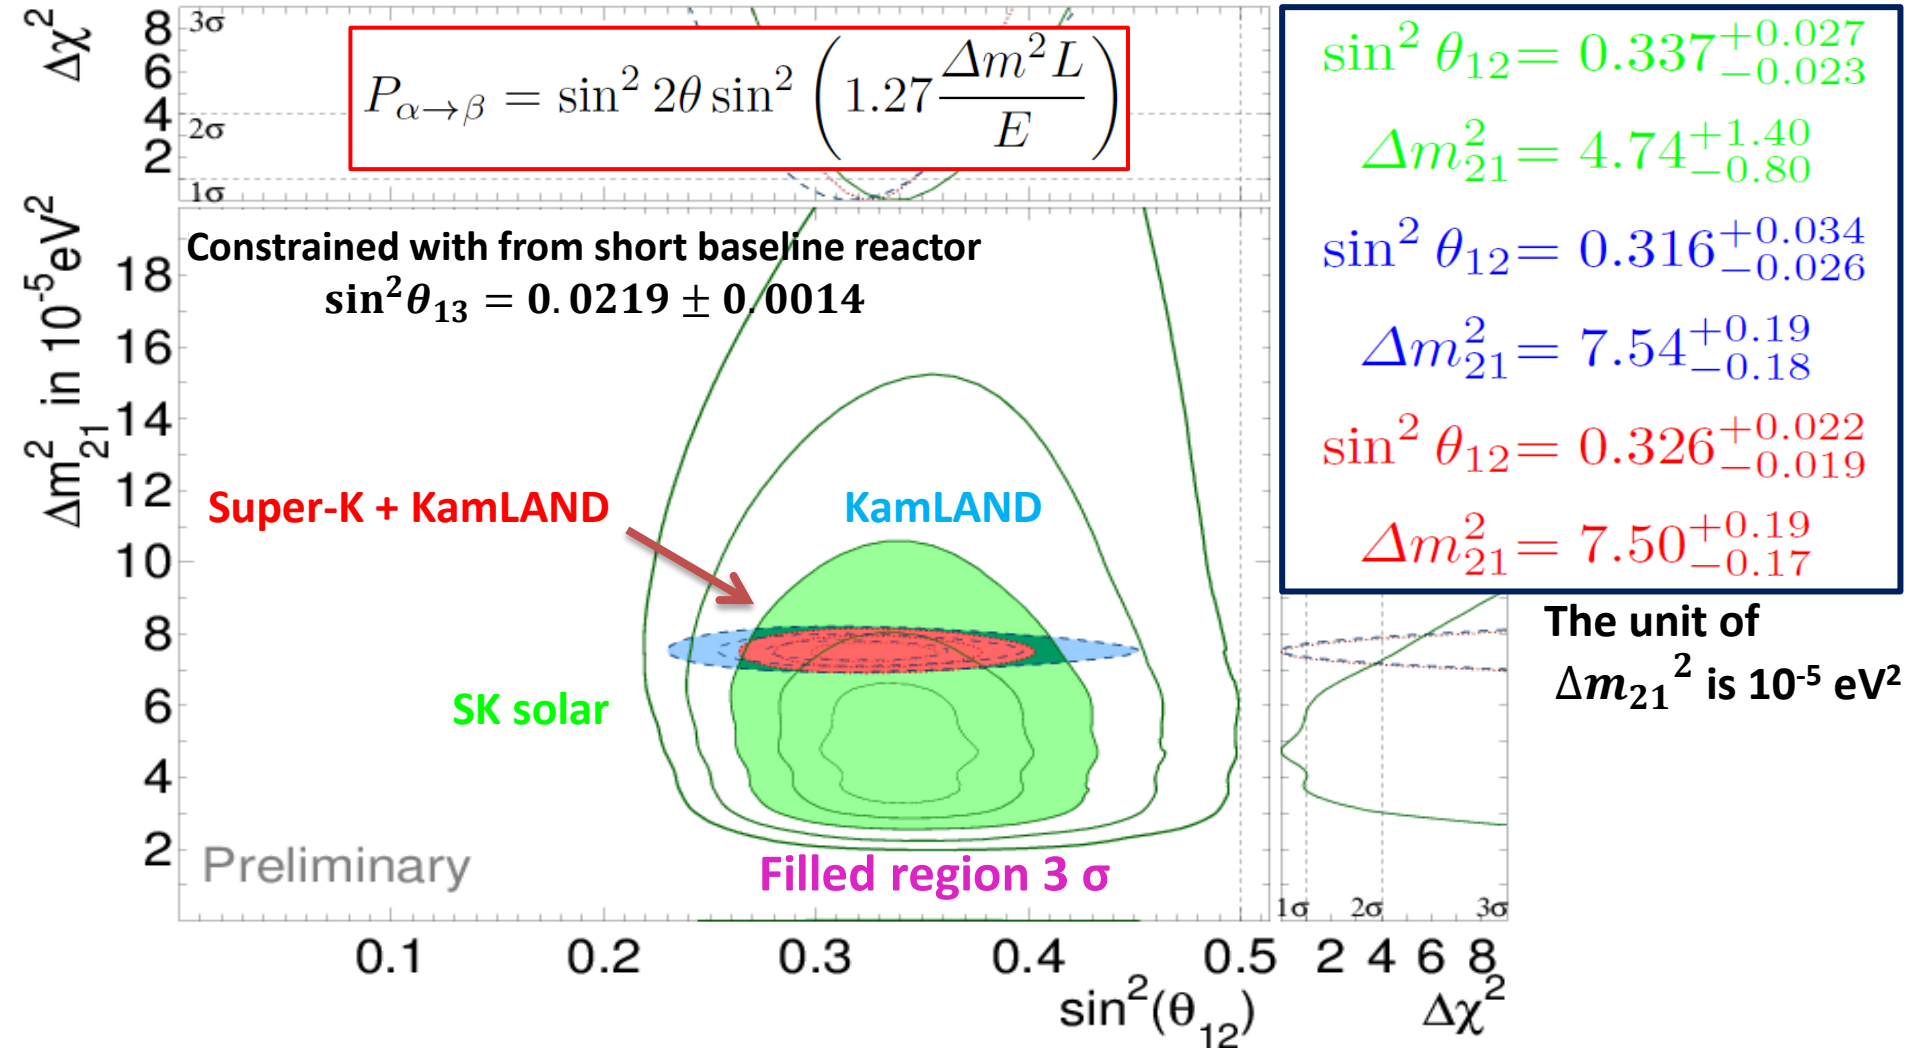 Δχ²
8
6
4
2
3σ
2σ
1σ
P_{α→β} = sin² 2θ sin² (1.27 Δm² L / E)
sin² θ₁₂ = 0.337 +0.027 −0.023
Δm²₂₁ = 4.74 +1.40 −0.80
sin² θ₁₂ = 0.316 +0.034 −0.026
Δm²₂₁ = 7.54 +0.19 −0.18
sin² θ₁₂ = 0.326 +0.022 −0.019
Δm²₂₁ = 7.50 +0.19 −0.17
The unit of
Δm₂₁² is 10⁻⁵ eV²
Δm²₂₁ in 10⁻⁵eV²
18
16
14
12
10
8
6
4
2
Constrained with from short baseline reactor
sin²θ₁₃ = 0.0219 ± 0.0014
Super-K + KamLAND
KamLAND
SK solar
Filled region 3 σ
Preliminary
0.1 0.2 0.3 0.4 0.5
sin²(θ₁₂)
1σ 2σ 3σ
2 4 6 8
Δχ²